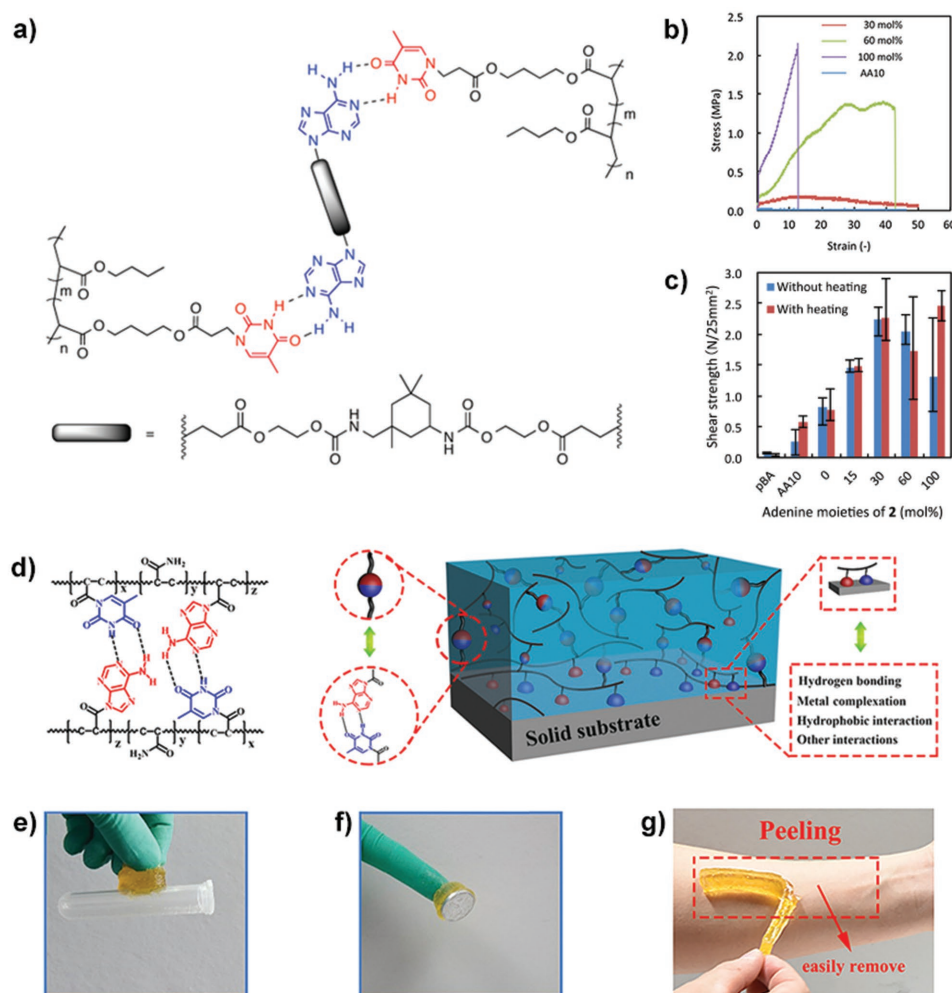 a)
N
H
H
O
N
H
N
O
O
O
O
O
m
n
=
O
O
O
N
H
O
H
N
O
O
O
O
b)
Stress (MPa)
2.5
2.0
1.5
1.0
0.5
0.0
30 mol%
60 mol%
100 mol%
AA10
0 10 20 30 40 50 60
Strain (-)
c)
Shear strength (N/25mm²)
3.0
2.5
2.0
1.5
1.0
0.5
0.0
Without heating
With heating
pBA AA10 0 15 30 60 100
Adenine moieties of 2 (mol%)
d)
C C x C C y C C z
O NH₂ O
C C z C C y C C x
O H₂N O O
Solid substrate
Hydrogen bonding
Metal complexation
Hydrophobic interaction
Other interactions
e)
f)
g)
Peeling
easily remove